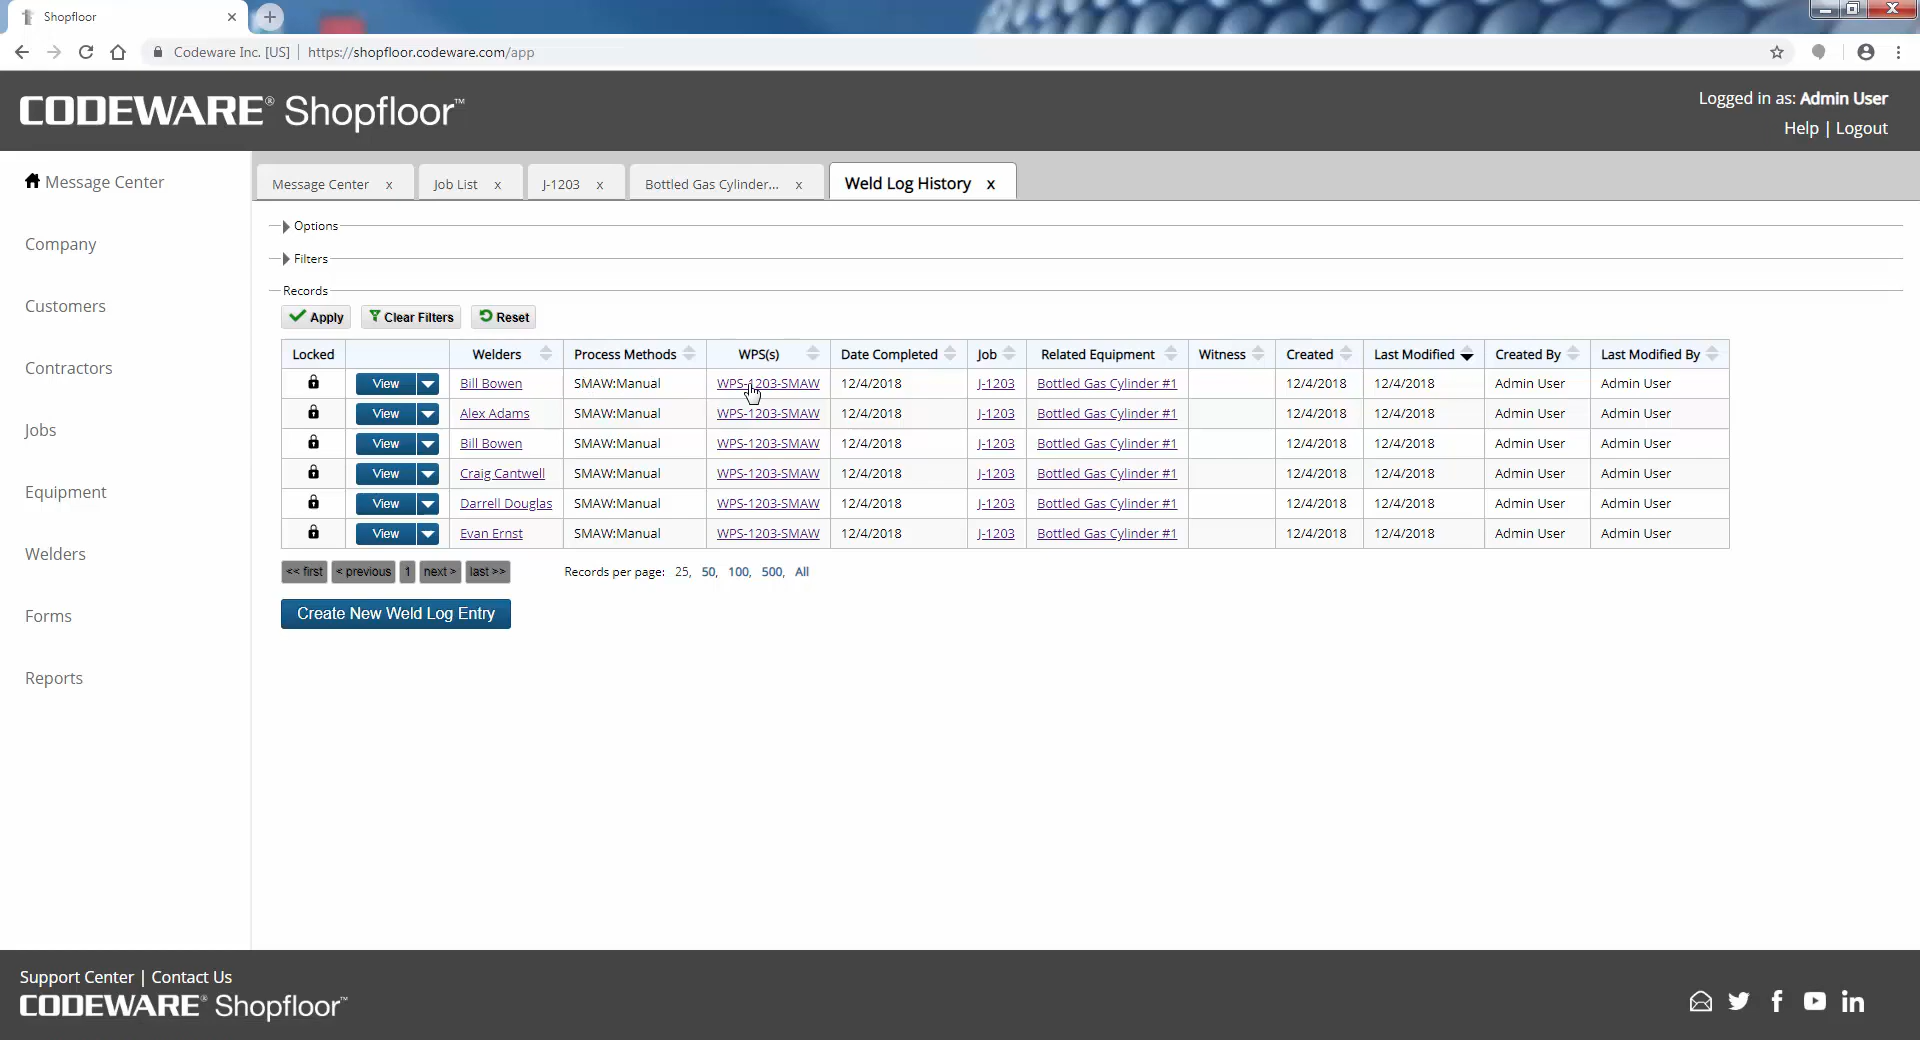 Shopfloor
Codeware Inc. [US] | https://shopfloor.codeware.com/app
CODEWARE® Shopfloor™
Logged in as: Admin User
Help | Logout
Message Center
Company
Customers
Contractors
Jobs
Equipment
Welders
Forms
Reports
Message Center x Job List x J-1203 x Bottled Gas Cylinder... x Weld Log History x
Options
Filters
Records
Apply Clear Filters Reset
Locked Welders Process Methods WPS(s) Date Completed Job Related Equipment Witness Created Last Modified Created By Last Modified By
View Bill Bowen SMAW:Manual WPS-1203-SMAW 12/4/2018 J-1203 Bottled Gas Cylinder #1 12/4/2018 12/4/2018 Admin User Admin User
View Alex Adams SMAW:Manual WPS-1203-SMAW 12/4/2018 J-1203 Bottled Gas Cylinder #1 12/4/2018 12/4/2018 Admin User Admin User
View Bill Bowen SMAW:Manual WPS-1203-SMAW 12/4/2018 J-1203 Bottled Gas Cylinder #1 12/4/2018 12/4/2018 Admin User Admin User
View Craig Cantwell SMAW:Manual WPS-1203-SMAW 12/4/2018 J-1203 Bottled Gas Cylinder #1 12/4/2018 12/4/2018 Admin User Admin User
View Darrell Douglas SMAW:Manual WPS-1203-SMAW 12/4/2018 J-1203 Bottled Gas Cylinder #1 12/4/2018 12/4/2018 Admin User Admin User
View Evan Ernst SMAW:Manual WPS-1203-SMAW 12/4/2018 J-1203 Bottled Gas Cylinder #1 12/4/2018 12/4/2018 Admin User Admin User
<< first < previous 1 next > last >> Records per page: 25, 50, 100, 500, All
Create New Weld Log Entry
Support Center | Contact Us
CODEWARE® Shopfloor™